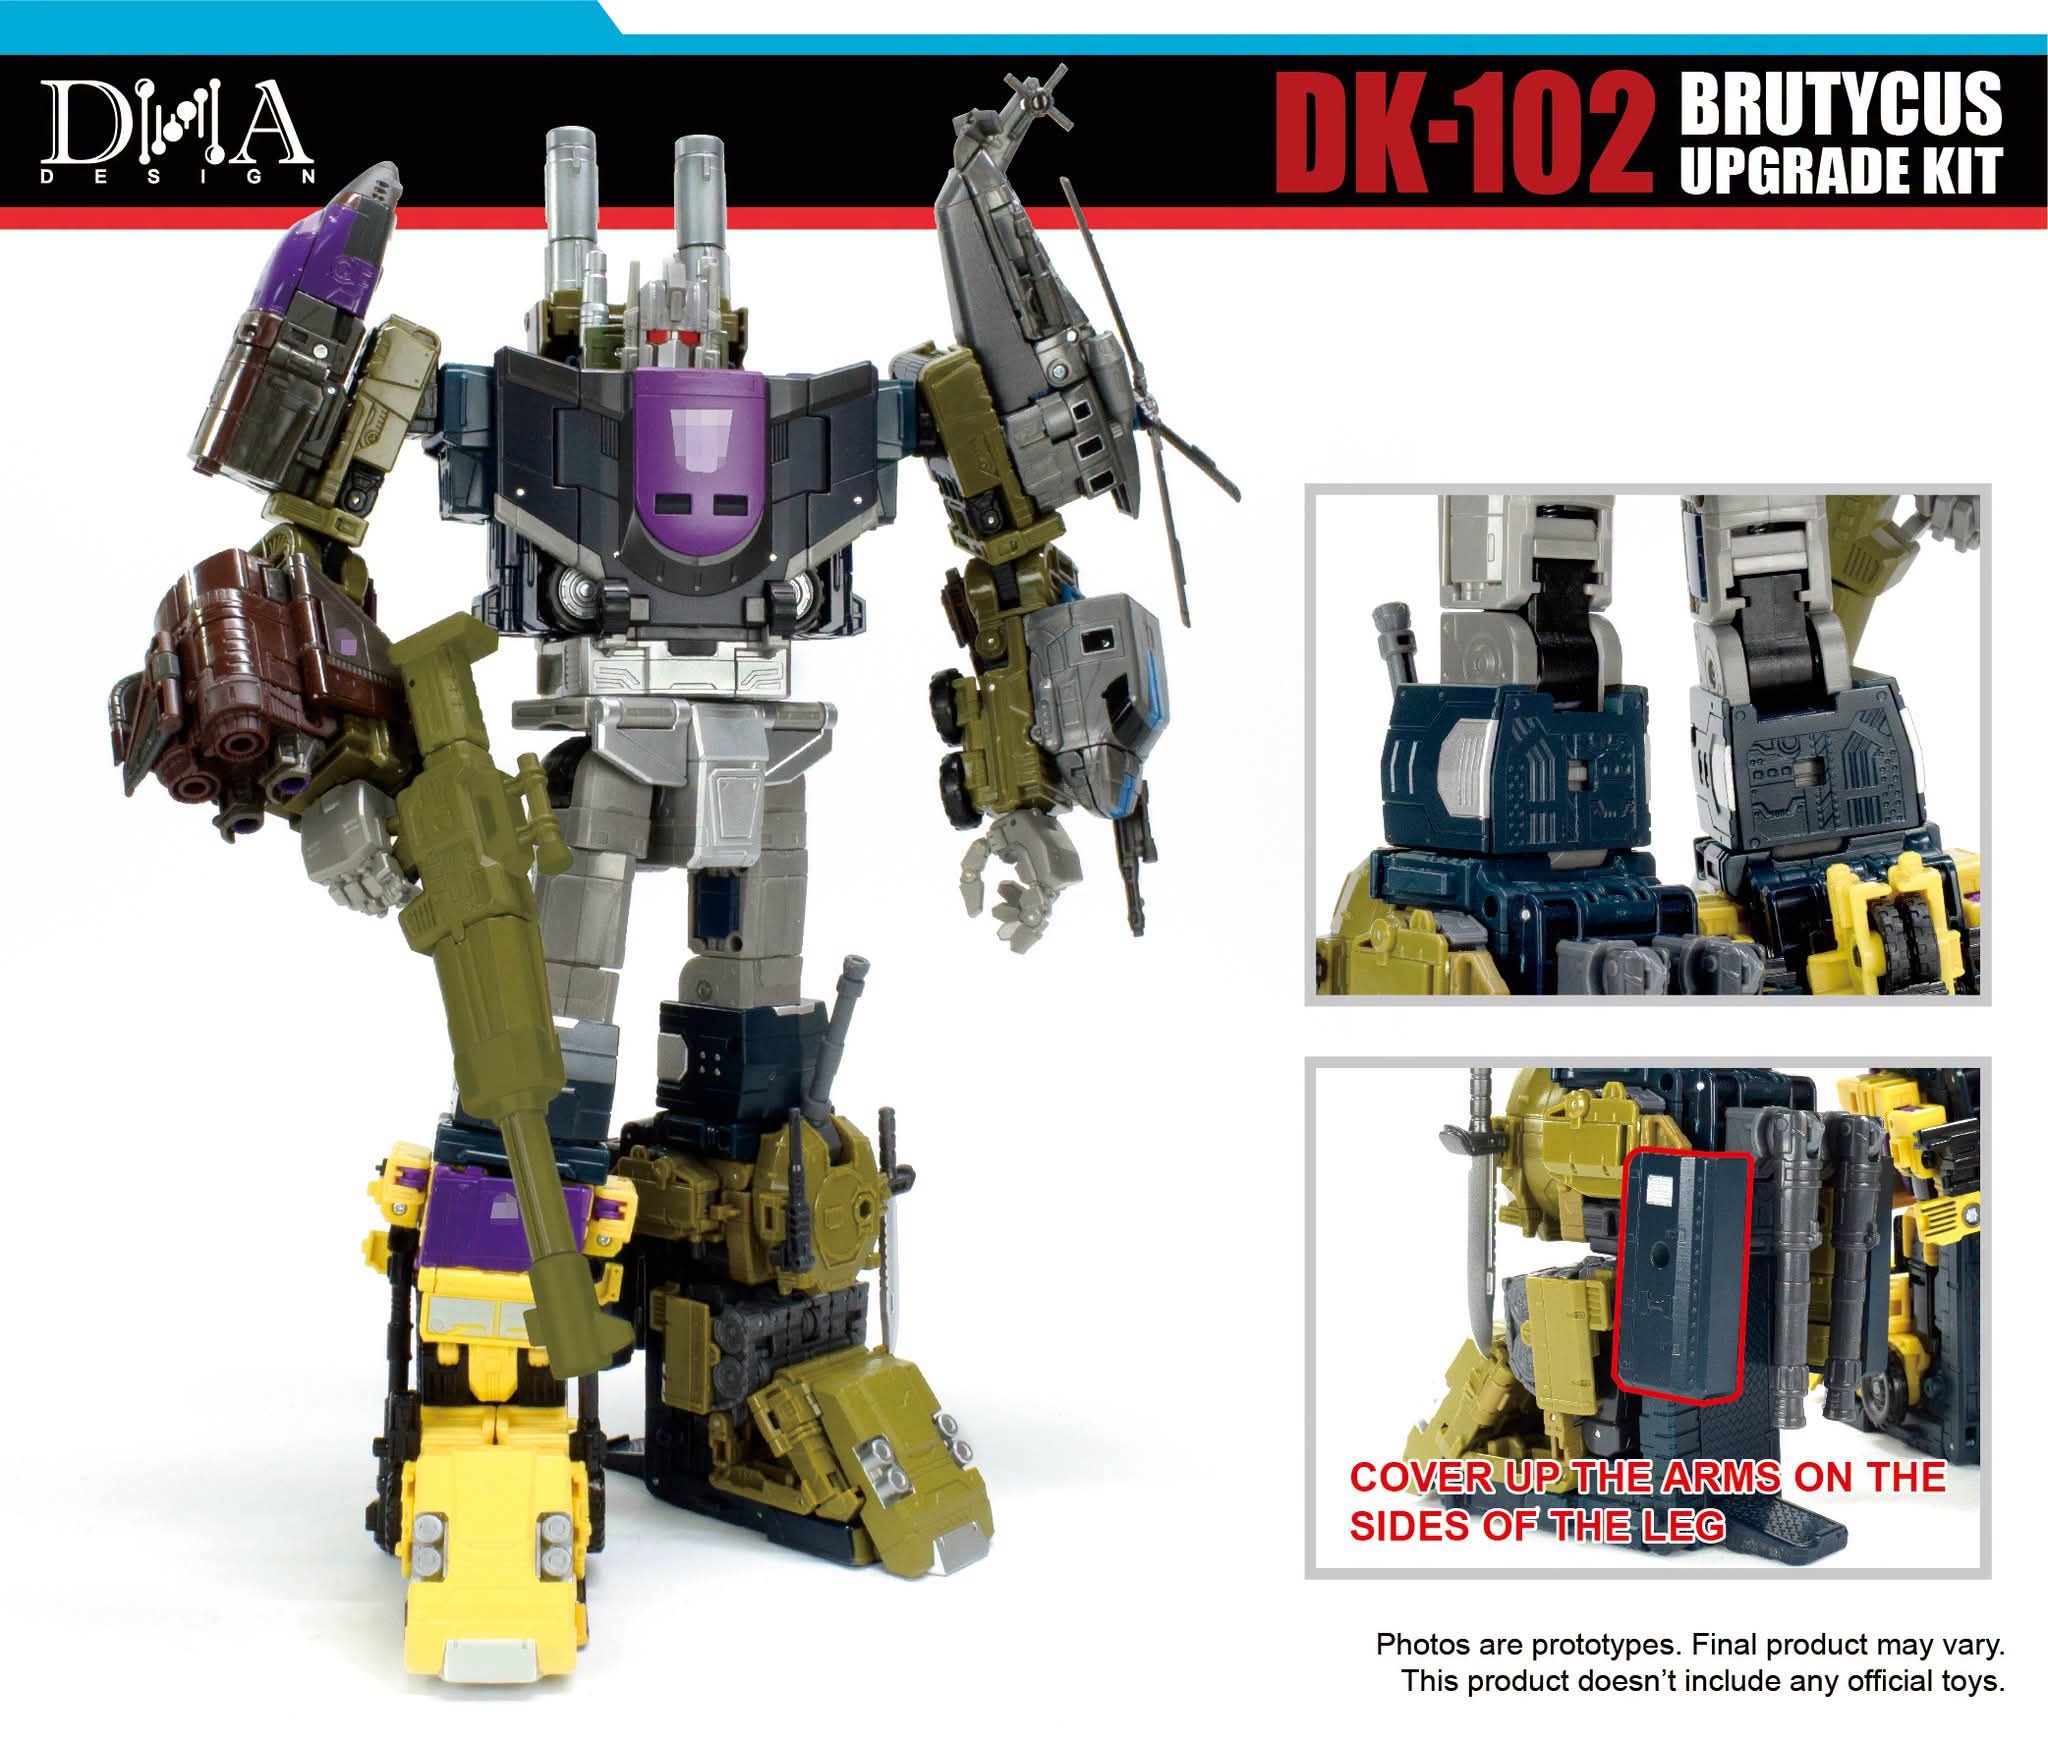 DNA
DESIGN
DK-102
BRUTYCUS
UPGRADE KIT
COVER UP THE ARMS ON THE
SIDES OF THE LEG
Photos are prototypes. Final product may vary.
This product doesn't include any official toys.